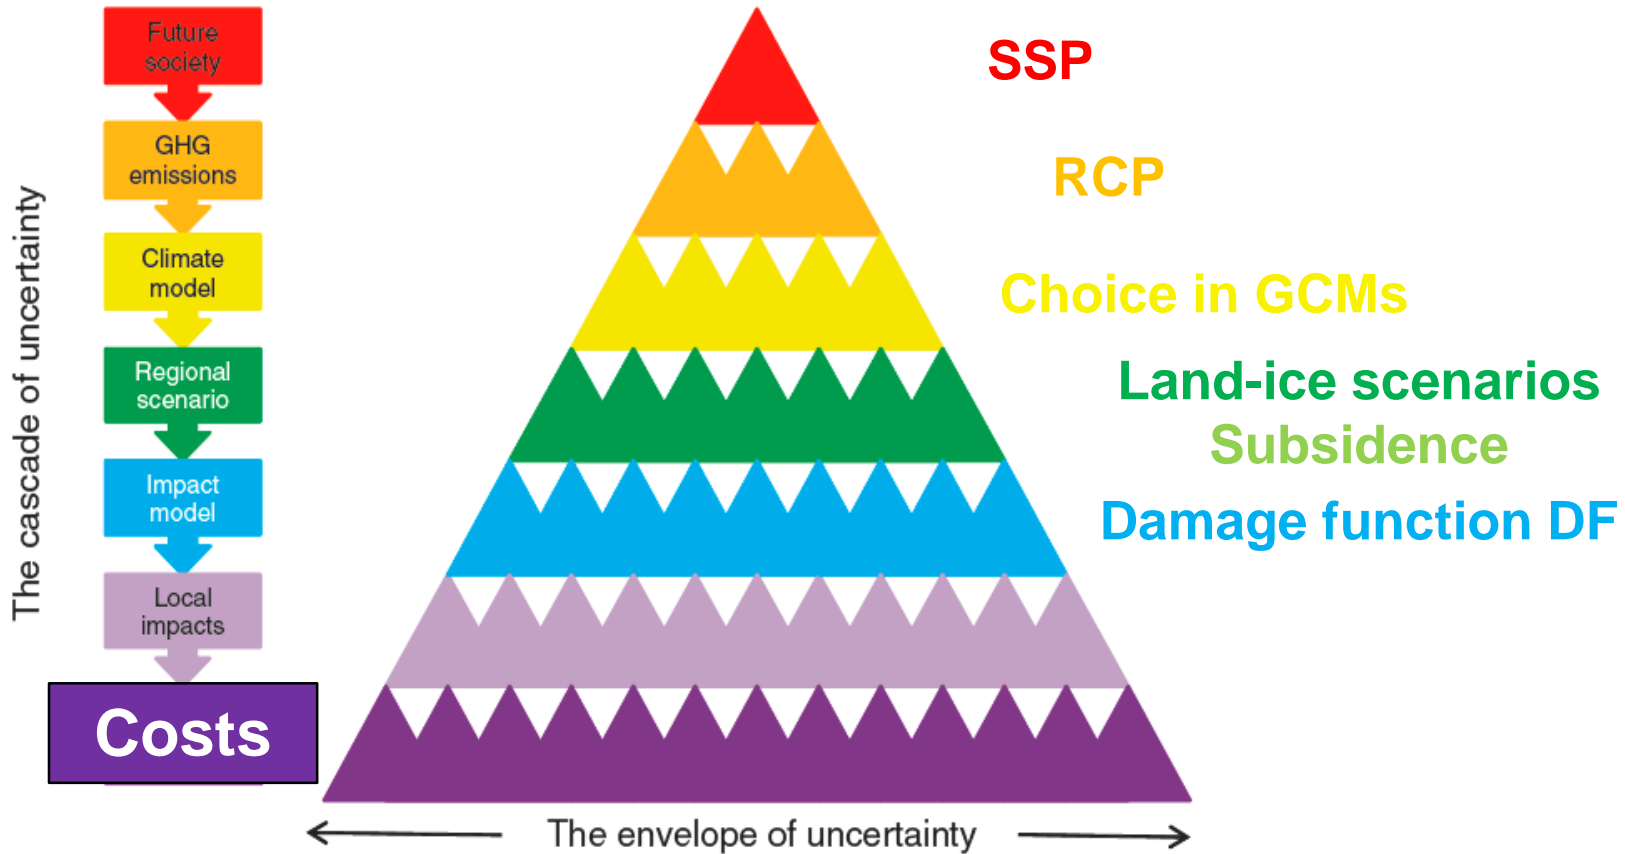 The cascade of uncertainty
Future
society
GHG
emissions
Climate
model
Regional
scenario
Impact
model
Local
impacts
Costs
SSP
RCP
Choice in GCMs
Land-ice scenarios
Subsidence
Damage function DF
The envelope of uncertainty